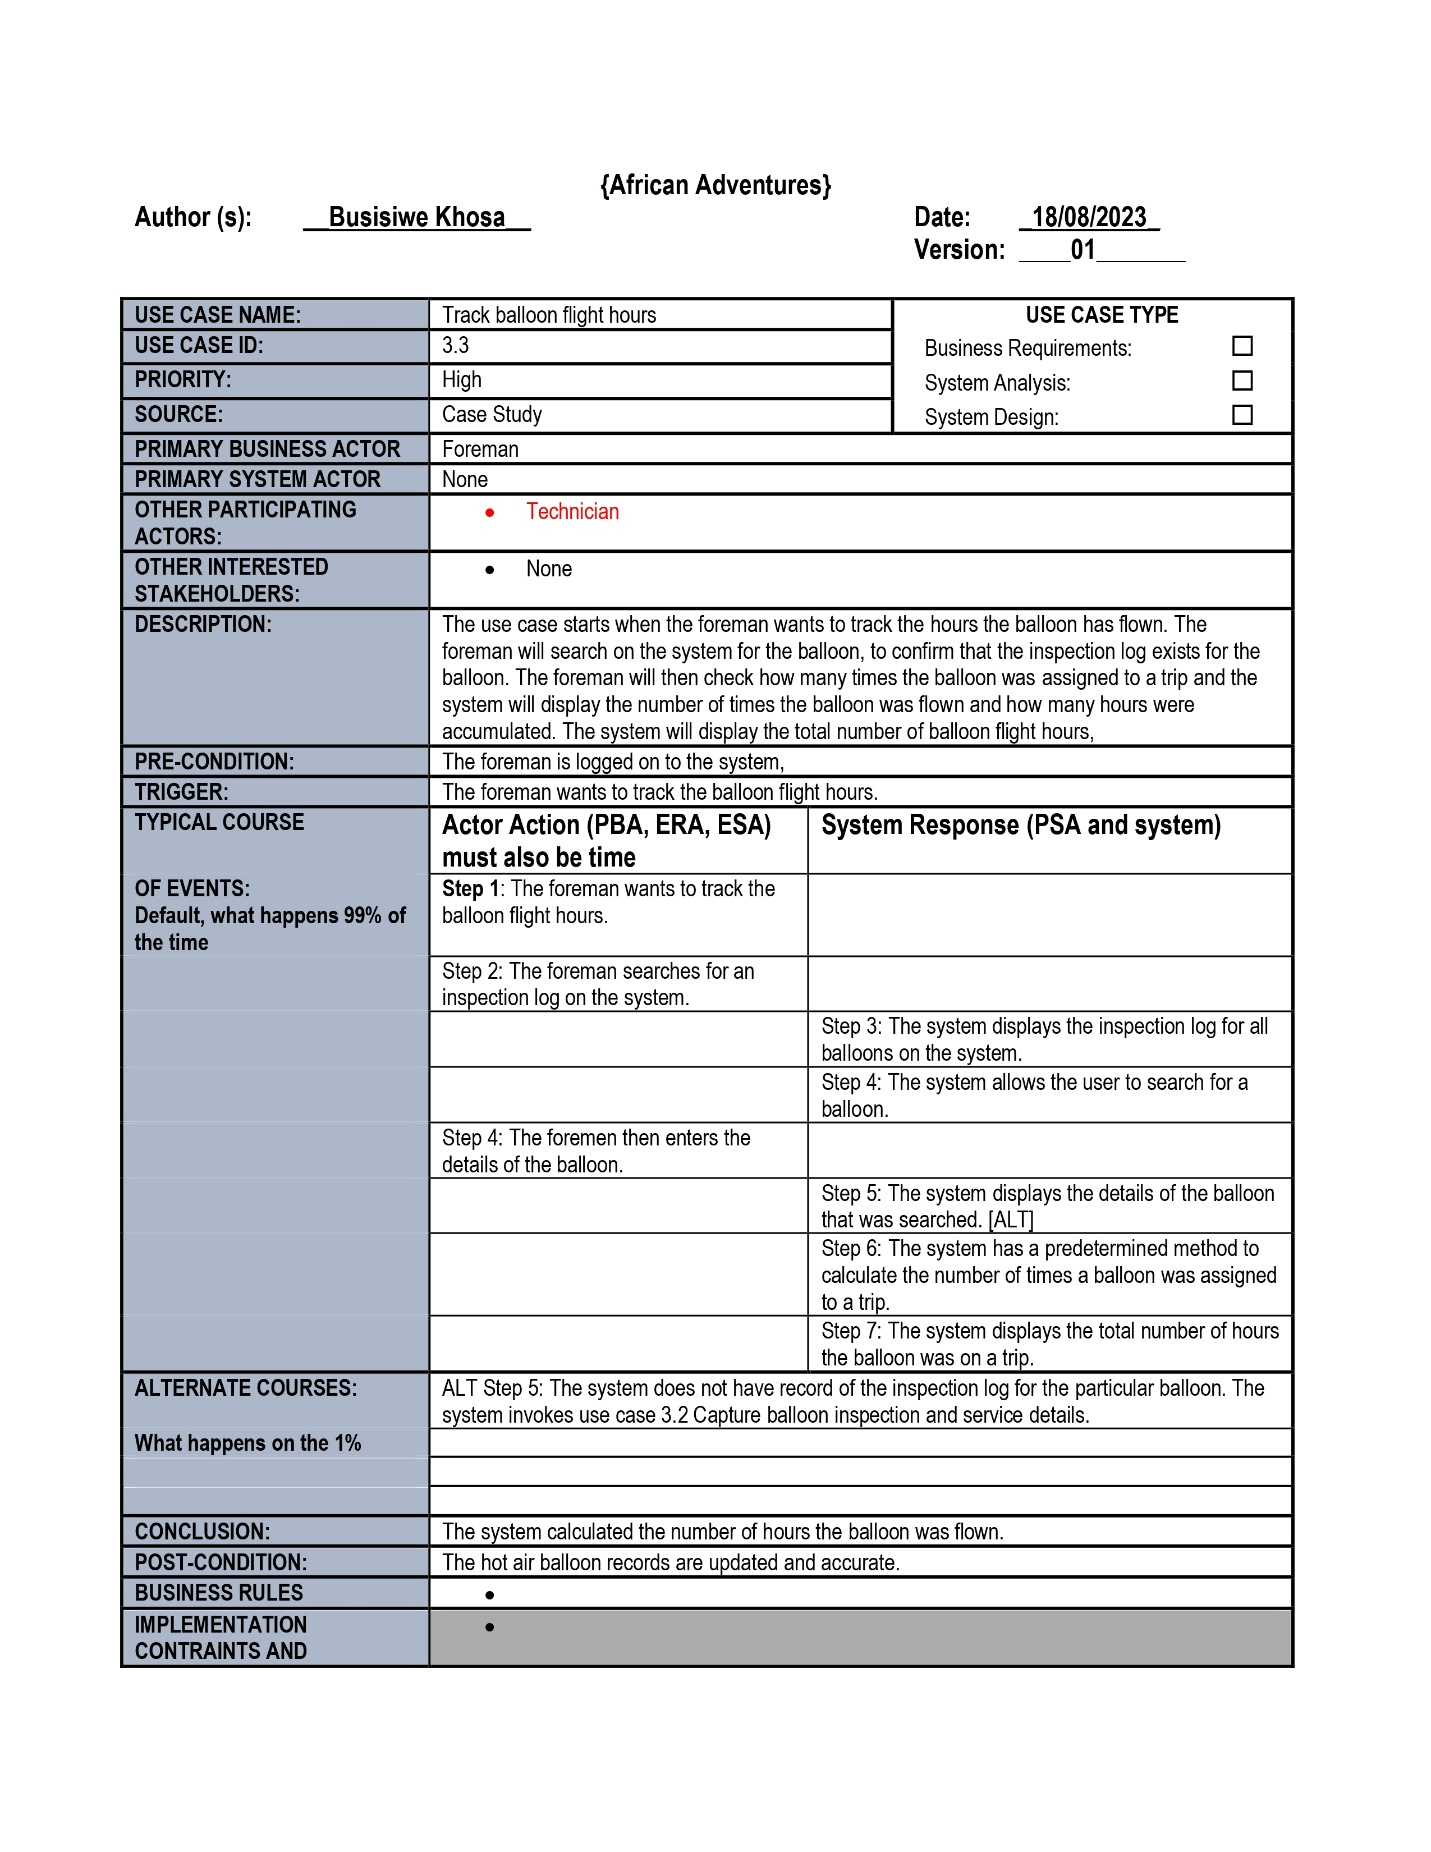 {African Adventures}
Author (s): __Busisiwe Khosa__ Date: _18/08/2023_
Version: ____01_______
USE CASE NAME: Track balloon flight hours USE CASE TYPE
USE CASE ID: 3.3 Business Requirements: ☐
PRIORITY: High System Analysis: ☐
SOURCE: Case Study System Design: ☐
PRIMARY BUSINESS ACTOR Foreman
PRIMARY SYSTEM ACTOR None
OTHER PARTICIPATING • Technician
ACTORS:
OTHER INTERESTED • None
STAKEHOLDERS:
DESCRIPTION: The use case starts when the foreman wants to track the hours the balloon has flown. The
foreman will search on the system for the balloon, to confirm that the inspection log exists for the
balloon. The foreman will then check how many times the balloon was assigned to a trip and the
system will display the number of times the balloon was flown and how many hours were
accumulated. The system will display the total number of balloon flight hours,
PRE-CONDITION: The foreman is logged on to the system,
TRIGGER: The foreman wants to track the balloon flight hours.
TYPICAL COURSE Actor Action (PBA, ERA, ESA) System Response (PSA and system)
must also be time
OF EVENTS: Step 1: The foreman wants to track the
Default, what happens 99% of balloon flight hours.
the time
Step 2: The foreman searches for an
inspection log on the system.
Step 3: The system displays the inspection log for all
balloons on the system.
Step 4: The system allows the user to search for a
balloon.
Step 4: The foremen then enters the
details of the balloon.
Step 5: The system displays the details of the balloon
that was searched. [ALT]
Step 6: The system has a predetermined method to
calculate the number of times a balloon was assigned
to a trip.
Step 7: The system displays the total number of hours
the balloon was on a trip.
ALTERNATE COURSES: ALT Step 5: The system does not have record of the inspection log for the particular balloon. The
system invokes use case 3.2 Capture balloon inspection and service details.
What happens on the 1%
CONCLUSION: The system calculated the number of hours the balloon was flown.
POST-CONDITION: The hot air balloon records are updated and accurate.
BUSINESS RULES •
IMPLEMENTATION •
CONTRAINTS AND